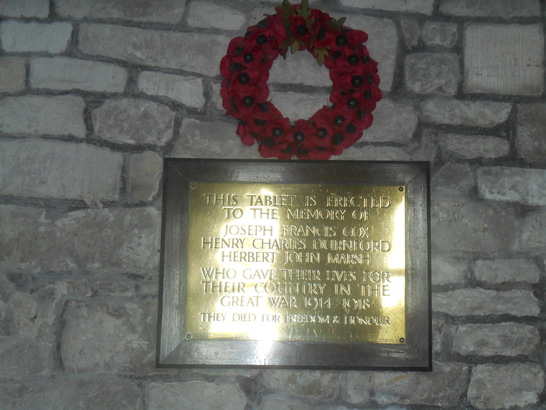 THIS TABLET IS ERECTED
TO THE MEMORY OF
JOSEPH FRANCIS COX
HENRY CHARLES DURNFORD
HERBERT JOHN MARSH
WHO GAVE THEIR LIVES FOR
THEIR COUNTRY IN THE
GREAT WAR 1914-1918
THEY DIED FOR FREEDOM & HONOUR